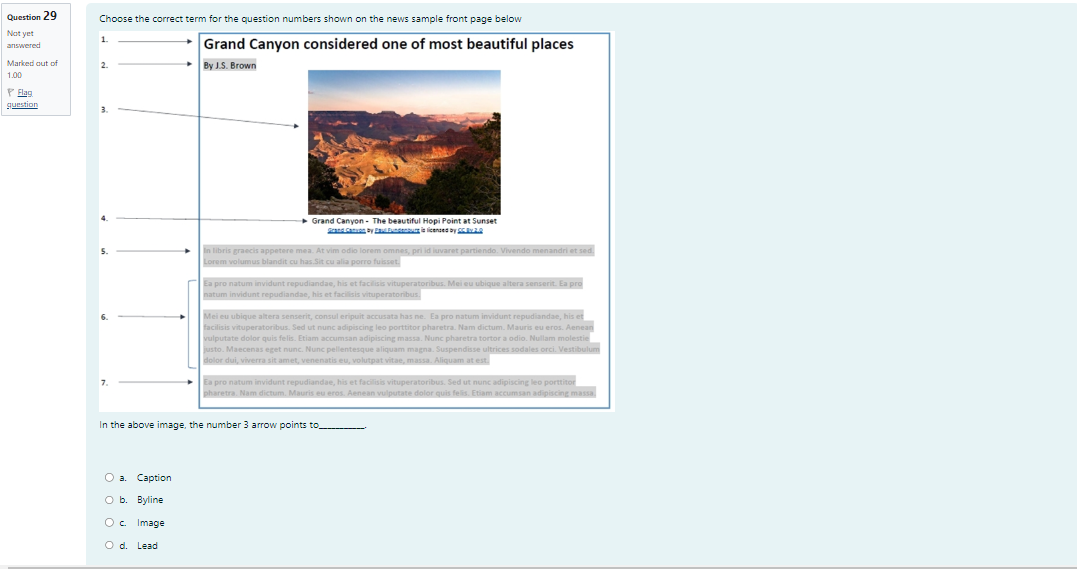 Question 29
Not yet
answered
Marked out of
1.00
Flag
question
Choose the correct term for the question numbers shown on the news sample front page below
1.
Grand Canyon considered one of most beautiful places
2.
By J.S. Brown
3.
4.
Grand Canyon - The beautiful Hopi Point at Sunset
Grand Canyon by Paul Fundenburg is licensed by CC BY 2.0
5.
In libris graecis appetere mea. At vim odio lorem omnes, pri id iuvaret partiendo. Vivendo menandri et sed.
Lorem volumus blandit cu has.Sit cu alia porro fuisset.
Ea pro natum invidunt repudiandae, his et facilisis vituperatoribus. Mei eu ubique altera senserit. Ea pro
natum invidunt repudiandae, his et facilisis vituperatoribus.
6.
Mei eu ubique altera senserit, consul eripuit accusata has ne. Ea pro natum invidunt repudiandae, his et
facilisis vituperatoribus. Sed ut nunc adipiscing leo porttitor pharetra. Nam dictum. Mauris eu eros. Aenean
vulputate dolor quis felis. Etiam accumsan adipiscing massa. Nunc pharetra tortor a odio. Nullam molestie
justo. Maecenas eget nunc. Nunc pellentesque aliquam magna. Suspendisse ultrices sodales orci. Vestibulum
dolor dui, viverra sit amet, venenatis eu, volutpat vitae, massa. Aliquam at est.
7.
Ea pro natum invidunt repudiandae, his et facilisis vituperatoribus. Sed ut nunc adipiscing leo porttitor
pharetra. Nam dictum. Mauris eu eros. Aenean vulputate dolor quis felis. Etiam accumsan adipiscing massa.
In the above image, the number 3 arrow points to__________.
a. Caption
b. Byline
c. Image
d. Lead